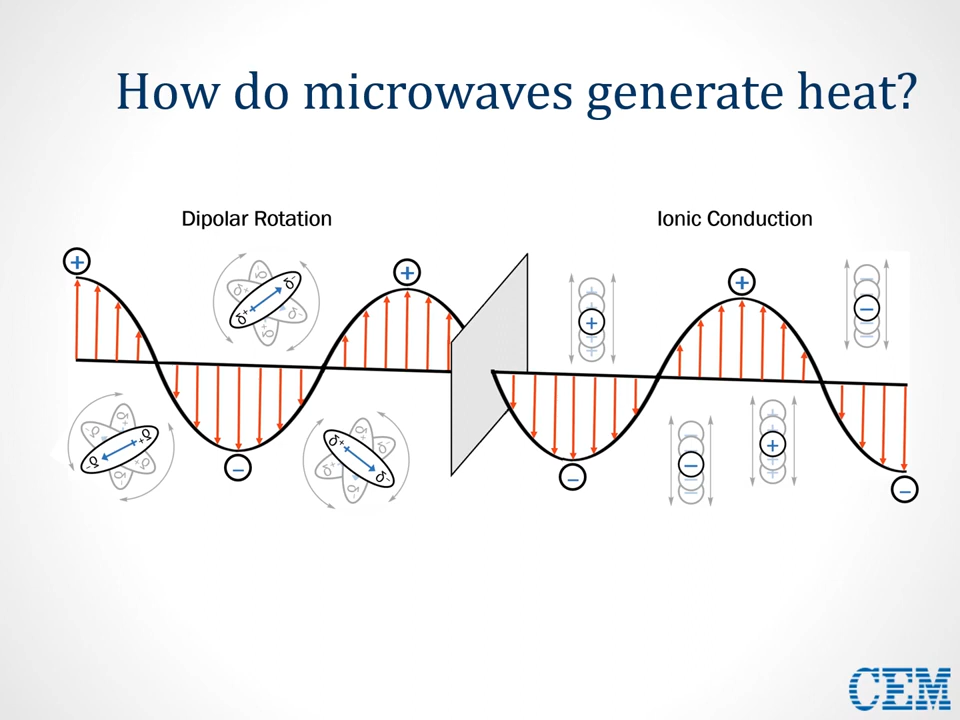 How do microwaves generate heat?
Dipolar Rotation
Ionic Conduction
+
+
+
δ+ δ−
+
−
δ+ δ−
δ+ δ−
−
+
−
+
−
−
CEM